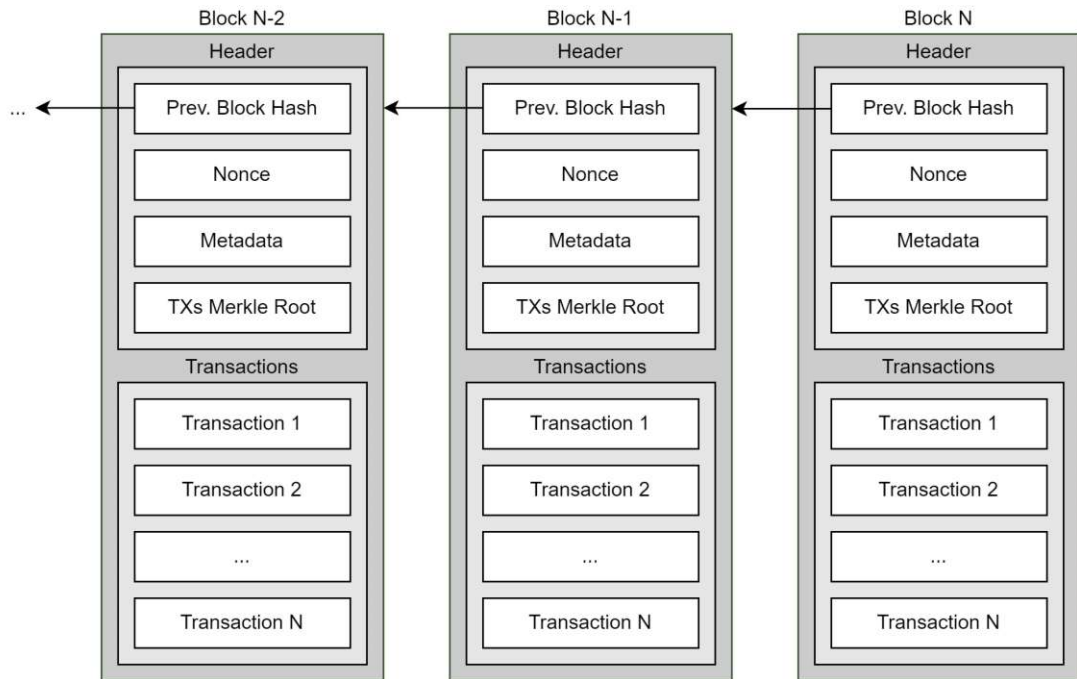 Block N-2
Header
Prev. Block Hash
Nonce
Metadata
TXs Merkle Root
Transactions
Transaction 1
Transaction 2
...
Transaction N
Block N-1
Header
Prev. Block Hash
Nonce
Metadata
TXs Merkle Root
Transactions
Transaction 1
Transaction 2
...
Transaction N
Block N
Header
Prev. Block Hash
Nonce
Metadata
TXs Merkle Root
Transactions
Transaction 1
Transaction 2
...
Transaction N
...